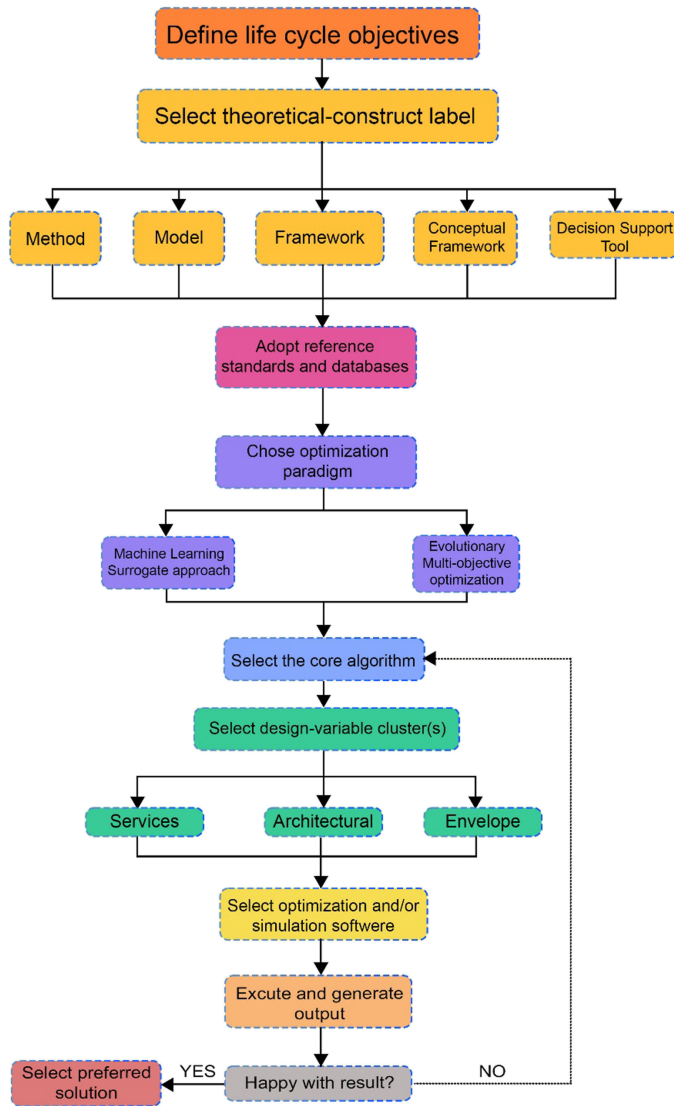 Define life cycle objectives
Select theoretical-construct label
Method
Model
Framework
Conceptual
Framework
Decision Support
Tool
Adopt reference
standards and databases
Chose optimization
paradigm
Machine Learning
Surrogate approach
Evolutionary
Multi-objective
optimization
Select the core algorithm
Select design-variable cluster(s)
Services
Architectural
Envelope
Select optimization and/or
simulation softwere
Excute and generate
output
Happy with result?
YES
NO
Select preferred
solution